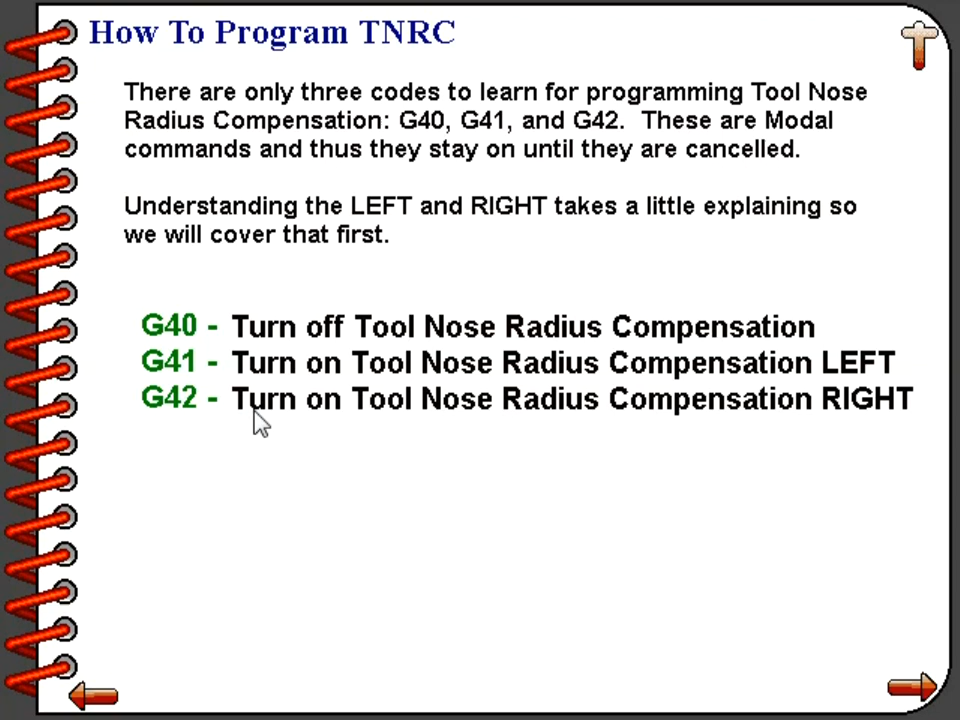 How To Program TNRC
There are only three codes to learn for programming Tool Nose
Radius Compensation: G40, G41, and G42.  These are Modal
commands and thus they stay on until they are cancelled.
Understanding the LEFT and RIGHT takes a little explaining so
we will cover that first.
G40 - Turn off Tool Nose Radius Compensation
G41 - Turn on Tool Nose Radius Compensation LEFT
G42 - Turn on Tool Nose Radius Compensation RIGHT